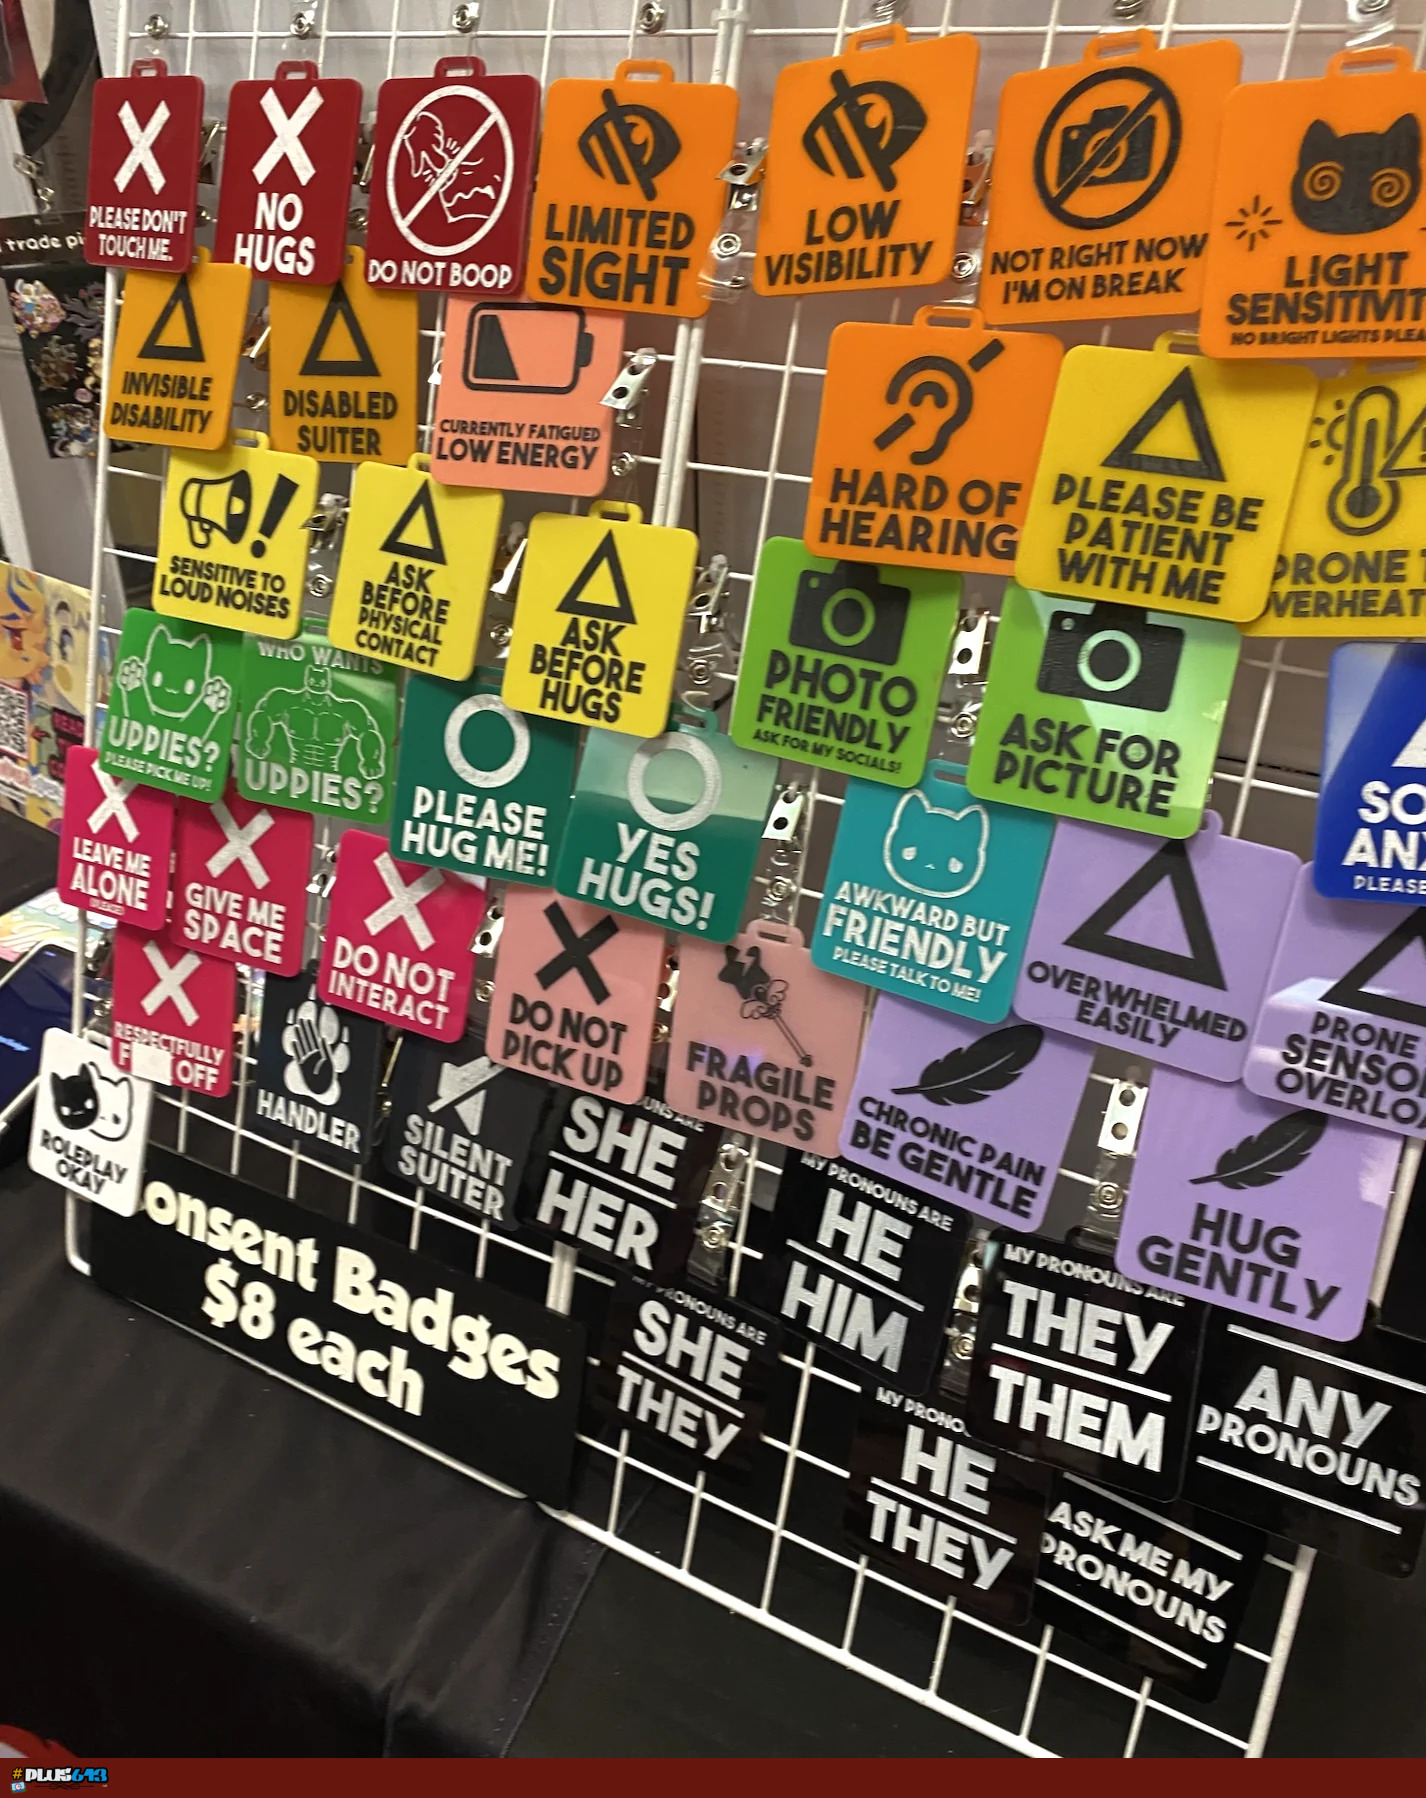 PLEASE DON'T
TOUCH ME.
NO
HUGS
DO NOT BOOP
LIMITED
SIGHT
LOW
VISIBILITY
NOT RIGHT NOW
I'M ON BREAK
LIGHT
NO BRIGHT LIGHTS
trade
INVISIBLE
DISABILITY
DISABLED
SUITER
CURRENTLY FATIGUED
LOW ENERGY
HARD OF
HEARING
PLEASE BE
PATIENT
WITH ME
PRONE
SENSITIVE TO
LOUD NOISES
ASK
BEFORE
PHYSICAL
CONTACT
ASK
BEFORE
HUGS
PHOTO
FRIENDLY
ASK FOR MY SOCIALS!
ASK FOR
PICTURE
UPPIES?
PLEASE PICK ME UP!
WHO WANTS
UPPIES?
PLEASE
HUG ME!
YES
HUGS!
AWKWARD BUT
FRIENDLY
PLEASE TALK TO ME!
OVERWHELMED
EASILY
PLEASE
LEAVE ME
ALONE
(PLEASE)
GIVE ME
SPACE
DO NOT
INTERACT
DO NOT
PICK UP
FRAGILE
PROPS
CHRONIC PAIN
BE GENTLE
PRONE
HUG
GENTLY
RESPECTFULLY
F OFF
HANDLER
SILENT
SUITER
ROLEPLAY
OKAY
SHE
HER
MY PRONOUNS ARE
HE
HIM
MY PRONOUNS ARE
THEY
THEM
ANY
PRONOUNS
MY PRONOUNS ARE
SHE
THEY
MY
HE
THEY
ASK ME MY
PRONOUNS
onsent Badges
$8 each
#PLUS613